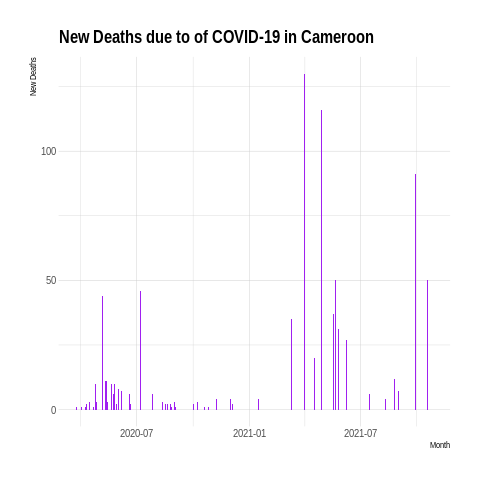 New Deaths due to of COVID-19 in Cameroon
New Deaths
100
50
0
2020-07
2021-01
2021-07
Month